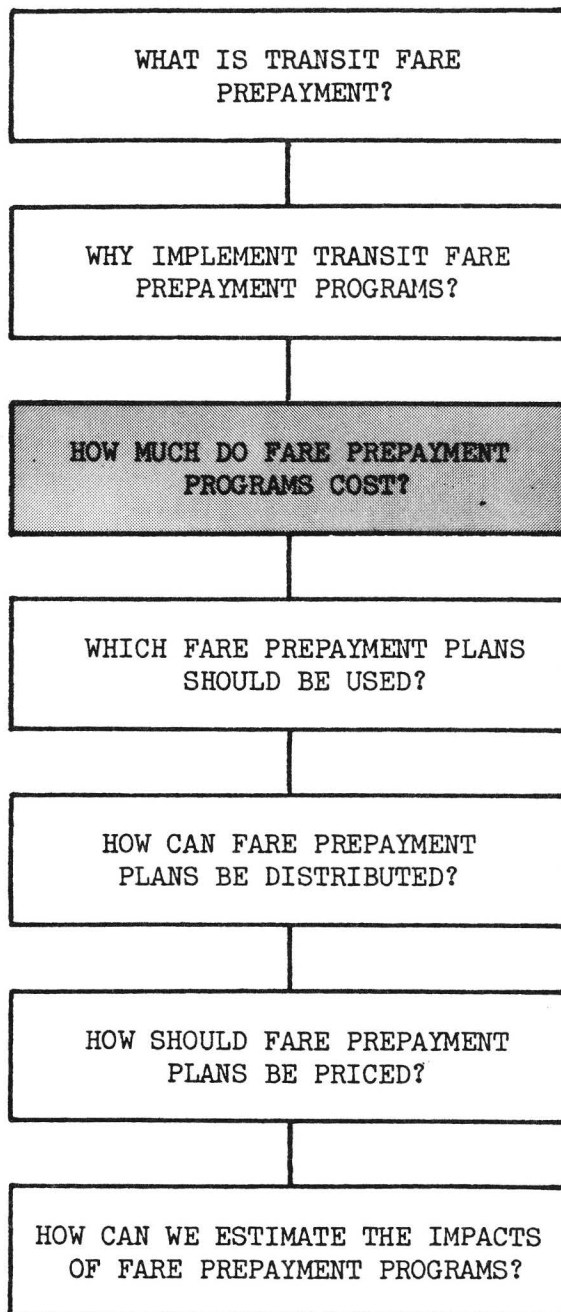 WHAT IS TRANSIT FARE
PREPAYMENT?
WHY IMPLEMENT TRANSIT FARE
PREPAYMENT PROGRAMS?
HOW MUCH DO FARE PREPAYMENT
PROGRAMS COST?
WHICH FARE PREPAYMENT PLANS
SHOULD BE USED?
HOW CAN FARE PREPAYMENT
PLANS BE DISTRIBUTED?
HOW SHOULD FARE PREPAYMENT
PLANS BE PRICED?
HOW CAN WE ESTIMATE THE IMPACTS
OF FARE PREPAYMENT PROGRAMS?